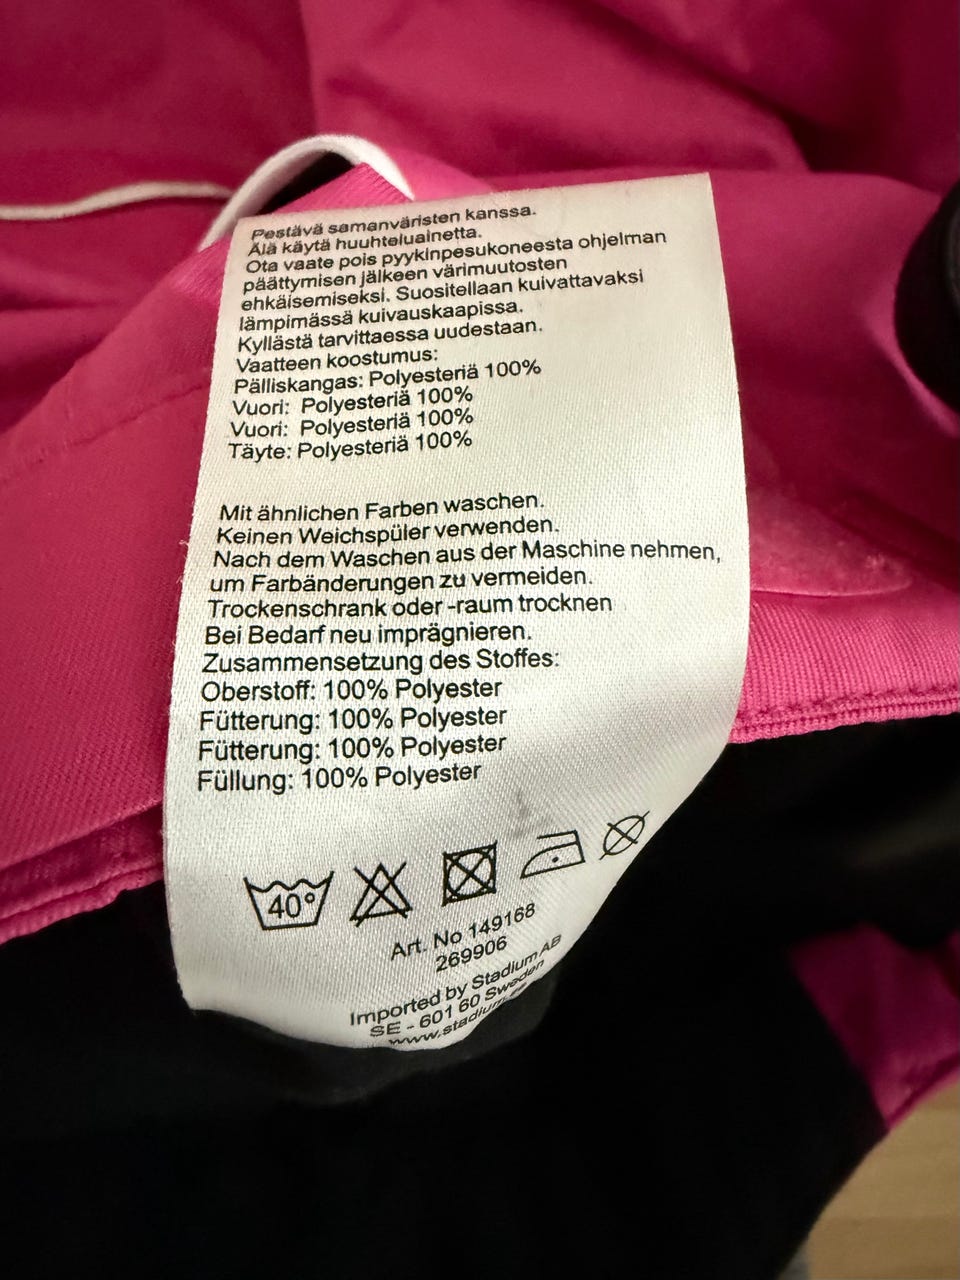 Pestävä samanväristen kanssa.
Älä käytä huuhteluainetta.
Ota vaate pois pyykinpesukoneesta ohjelman
päättymisen jälkeen värimuutosten
ehkäisemiseksi. Suositellaan kuivattavaksi
lämpimässä kuivauskaapissa.
Kyllästä tarvittaessa uudestaan.
Vaatteen koostumus:
Pälliskangas: Polyesteriä 100%
Vuori: Polyesteriä 100%
Vuori: Polyesteriä 100%
Täyte: Polyesteriä 100%
Mit ähnlichen Farben waschen.
Keinen Weichspüler verwenden.
Nach dem Waschen aus der Maschine nehmen,
um Farbänderungen zu vermeiden.
Trockenschrank oder -raum trocknen
Bei Bedarf neu imprägnieren.
Zusammensetzung des Stoffes:
Oberstoff: 100% Polyester
Fütterung: 100% Polyester
Fütterung: 100% Polyester
Füllung: 100% Polyester
40°
Art. No 149168
269906
Imported by Stadium AB
SE - 601 60 Sweden
www.stadium.se